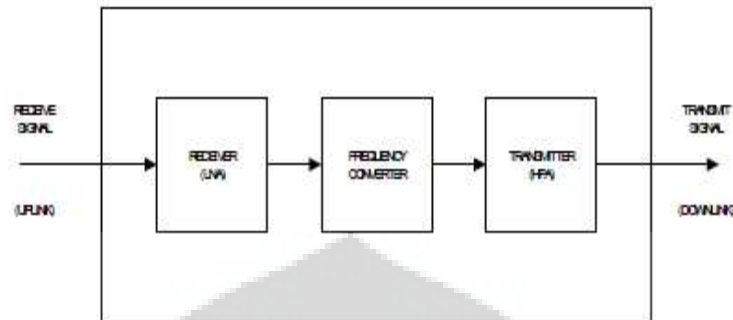 RECEIVE
SIGNAL
(UPLINK)
RECEIVER
(LNA)
FREQUENCY
CONVERTER
TRANSMITTER
(HPA)
TRANSMIT
SIGNAL
(DOWNLINK)